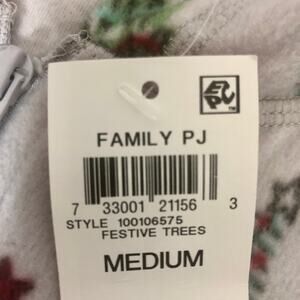 FAMILY PJ
7 33001 21156 3
STYLE 100106575
FESTIVE TREES
MEDIUM